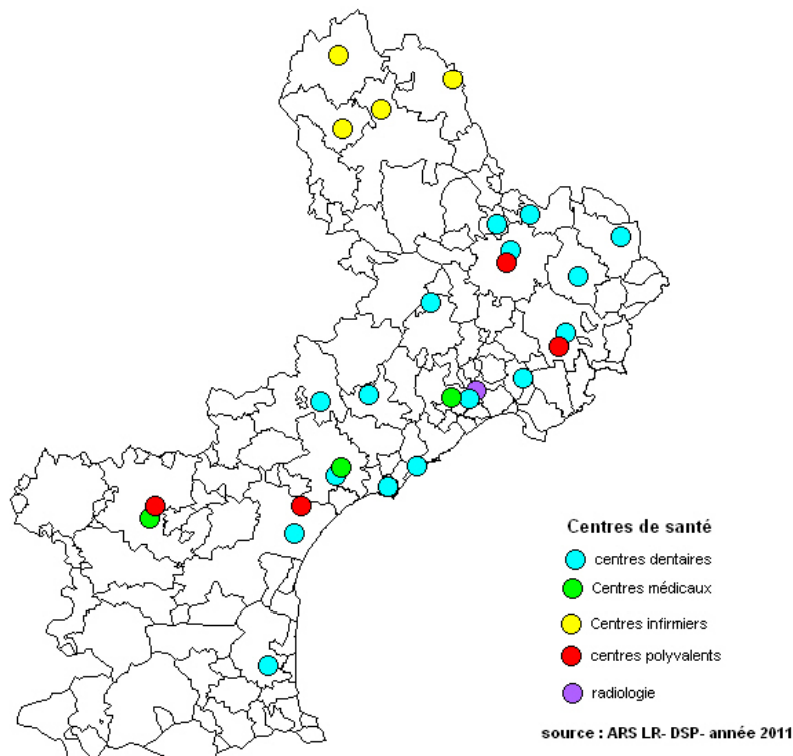 Centres de santé
centres dentaires
Centres médicaux
Centres infirmiers
centres polyvalents
radiologie
source : ARS LR- DSP- année 2011